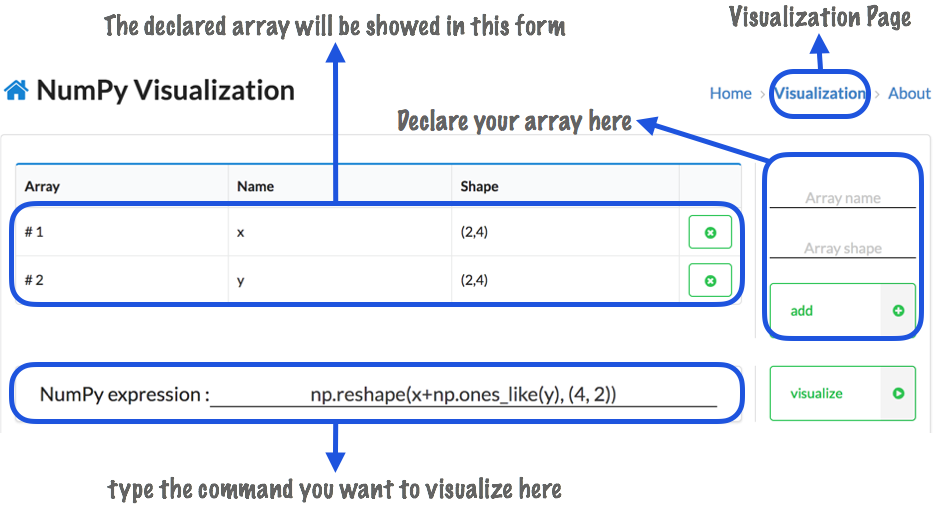 The declared array will be showed in this form
Visualization Page
NumPy Visualization
Home > Visualization > About
Declare your array here
Array Name Shape
# 1 x (2,4)
# 2 y (2,4)
Array name
Array shape
add
NumPy expression : np.reshape(x+np.ones_like(y), (4, 2))
visualize
type the command you want to visualize here